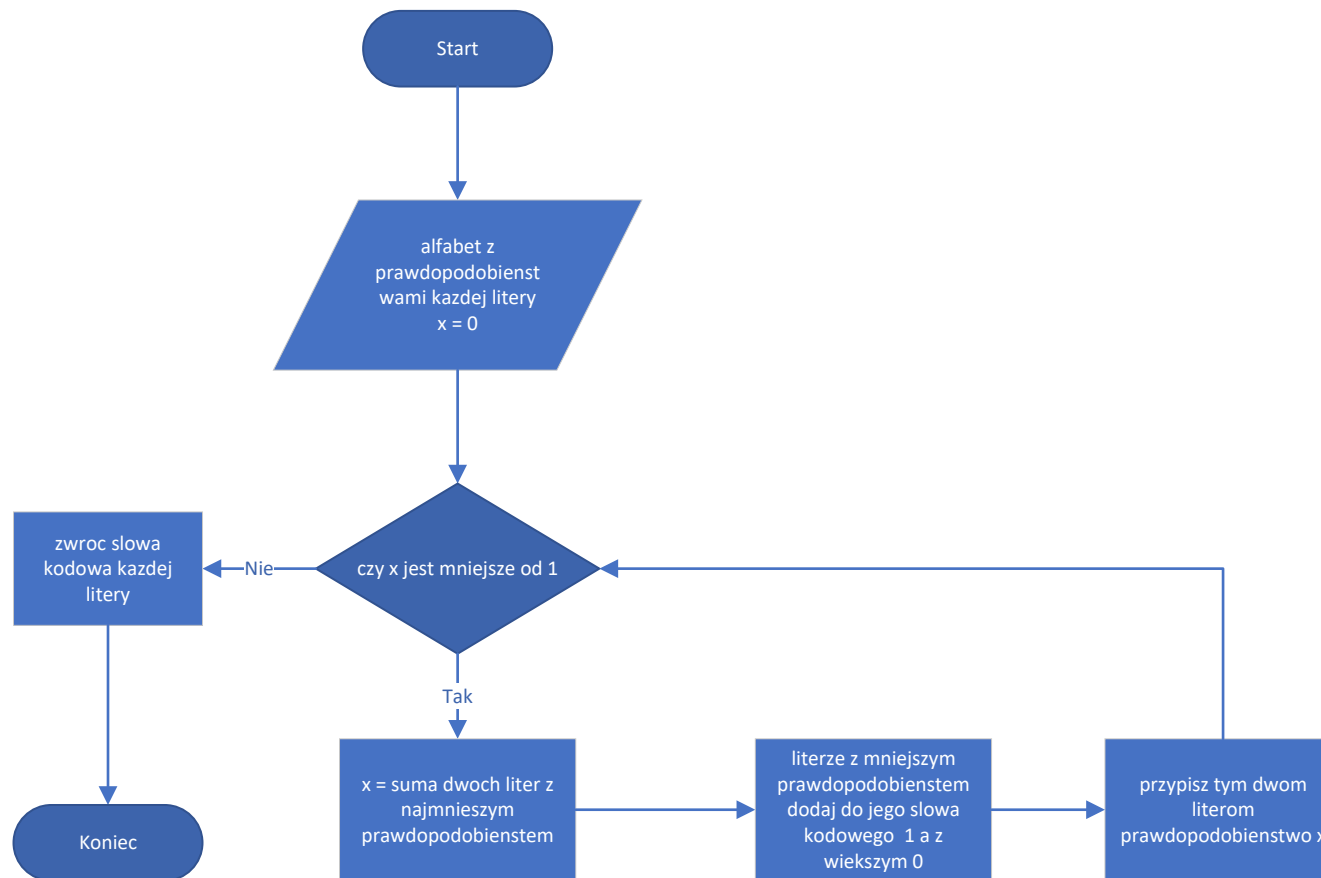 Start
alfabet z
prawdopodobienst
wami kazdej litery
x = 0
czy x jest mniejsze od 1
Nie
zwroc slowa
kodowa kazdej
litery
Koniec
Tak
x = suma dwoch liter z
najmnieszym
prawdopodobienstem
literze z mniejszym
prawdopodobienstem
dodaj do jego slowa
kodowego 1 a z
wiekszym 0
przypisz tym dwom
literom
prawdopodobienstwo x